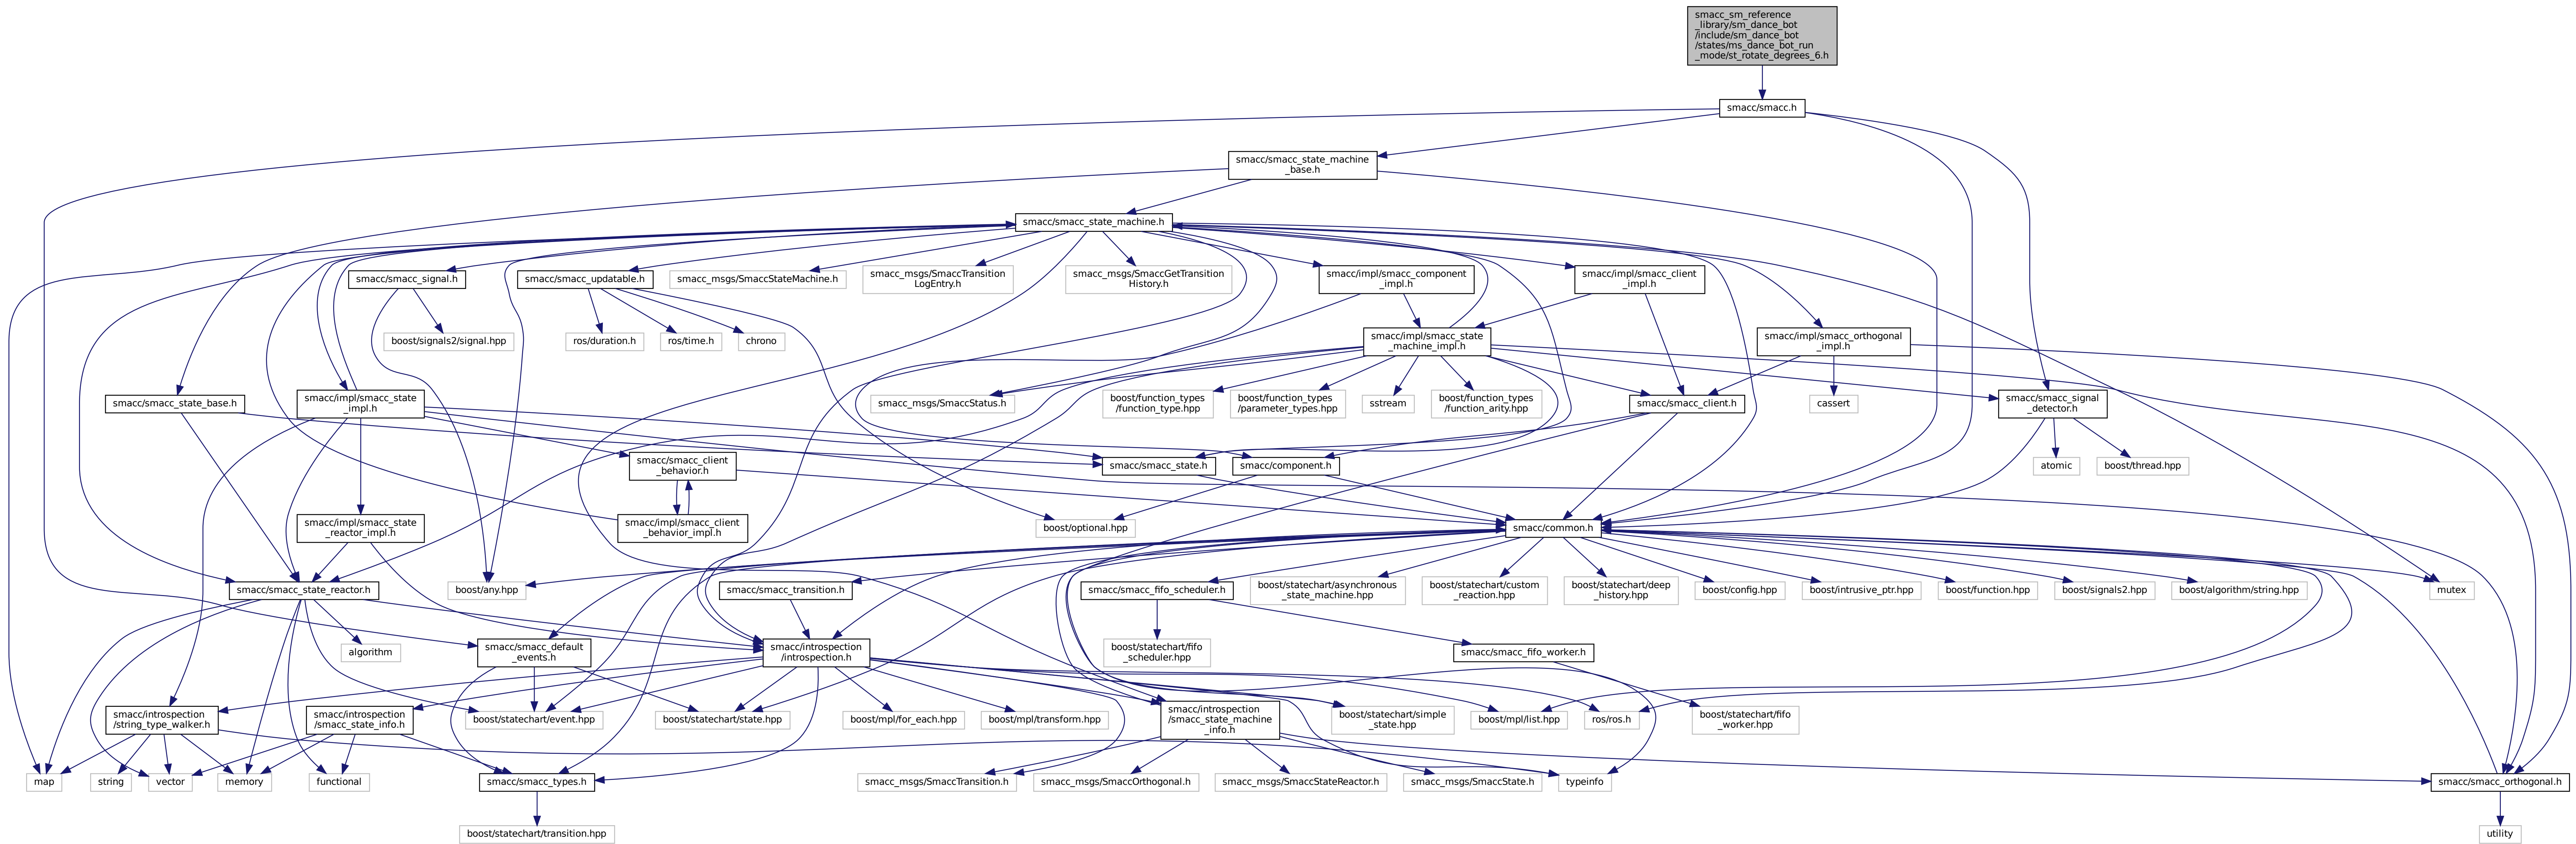 smacc_sm_reference
_library/sm_dance_bot
/include/sm_dance_bot
/states/ms_dance_bot_run
_mode/st_rotate_degrees_6.h
smacc/smacc.h
smacc/smacc_state_machine
_base.h
smacc/smacc_state_machine.h
smacc/smacc_signal.h
smacc/smacc_updatable.h
smacc_msgs/SmaccStateMachine.h
smacc_msgs/SmaccTransition
LogEntry.h
smacc_msgs/SmaccGetTransition
History.h
smacc/impl/smacc_component
_impl.h
smacc/impl/smacc_client
_impl.h
boost/signals2/signal.hpp
ros/duration.h
ros/time.h
chrono
smacc/impl/smacc_state
_machine_impl.h
smacc/impl/smacc_orthogonal
_impl.h
smacc/smacc_state_base.h
smacc/impl/smacc_state
_impl.h
smacc_msgs/SmaccStatus.h
boost/function_types
/function_type.hpp
boost/function_types
/parameter_types.hpp
sstream
boost/function_types
/function_arity.hpp
smacc/smacc_client.h
cassert
smacc/smacc_signal
_detector.h
smacc/smacc_client
_behavior.h
smacc/smacc_state.h
smacc/component.h
atomic
boost/thread.hpp
smacc/impl/smacc_state
_reactor_impl.h
smacc/impl/smacc_client
_behavior_impl.h
boost/optional.hpp
smacc/common.h
smacc/smacc_state_reactor.h
boost/any.hpp
smacc/smacc_transition.h
smacc/smacc_fifo_scheduler.h
boost/statechart/asynchronous
_state_machine.hpp
boost/statechart/custom
_reaction.hpp
boost/statechart/deep
_history.hpp
boost/config.hpp
boost/intrusive_ptr.hpp
boost/function.hpp
boost/signals2.hpp
boost/algorithm/string.hpp
mutex
algorithm
smacc/smacc_default
_events.h
smacc/introspection
/introspection.h
boost/statechart/fifo
_scheduler.hpp
smacc/smacc_fifo_worker.h
smacc/introspection
/string_type_walker.h
smacc/introspection
/smacc_state_info.h
boost/statechart/event.hpp
boost/statechart/state.hpp
boost/mpl/for_each.hpp
boost/mpl/transform.hpp
smacc/introspection
/smacc_state_machine
_info.h
boost/statechart/simple
_state.hpp
boost/mpl/list.hpp
ros/ros.h
boost/statechart/fifo
_worker.hpp
map
string
vector
memory
functional
smacc/smacc_types.h
smacc_msgs/SmaccTransition.h
smacc_msgs/SmaccOrthogonal.h
smacc_msgs/SmaccStateReactor.h
smacc_msgs/SmaccState.h
typeinfo
smacc/smacc_orthogonal.h
boost/statechart/transition.hpp
utility